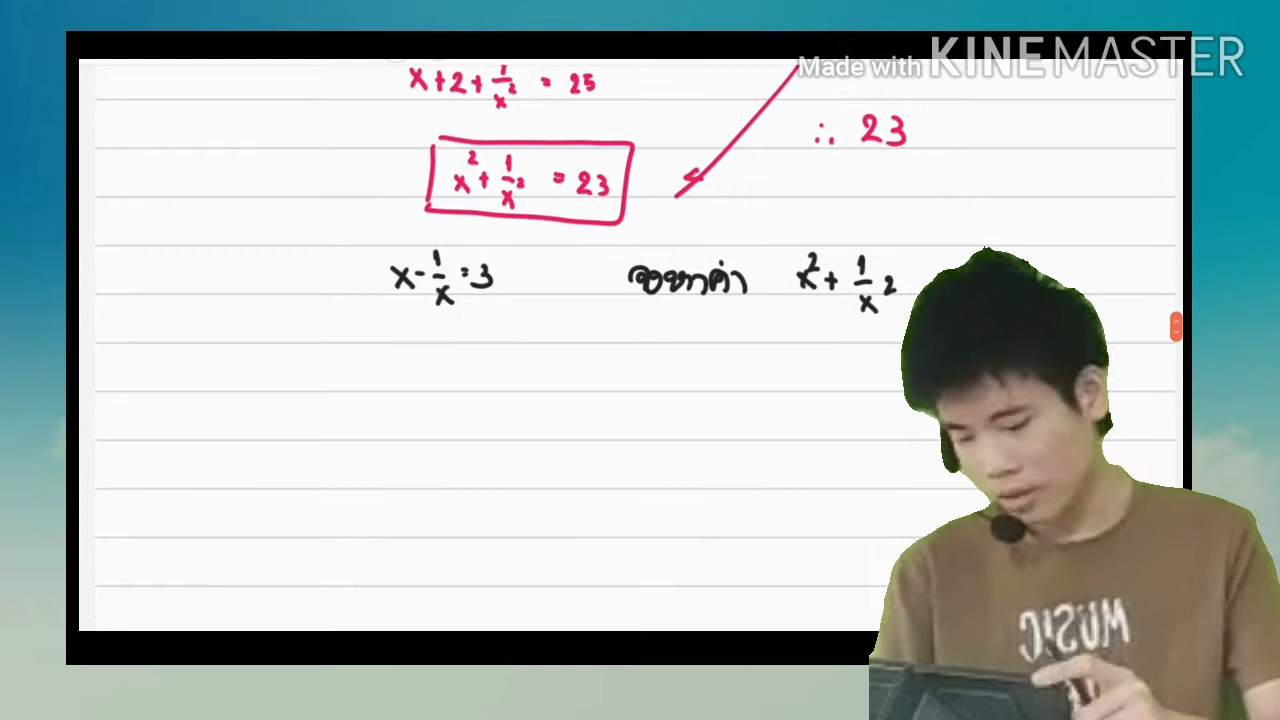 Made with KINEMASTER
x + 2 + 1/x² = 25
∴ 23
x² + 1/x² = 23
x - 1/x = 3 จงหาค่า x² + 1/x²
MUSIC